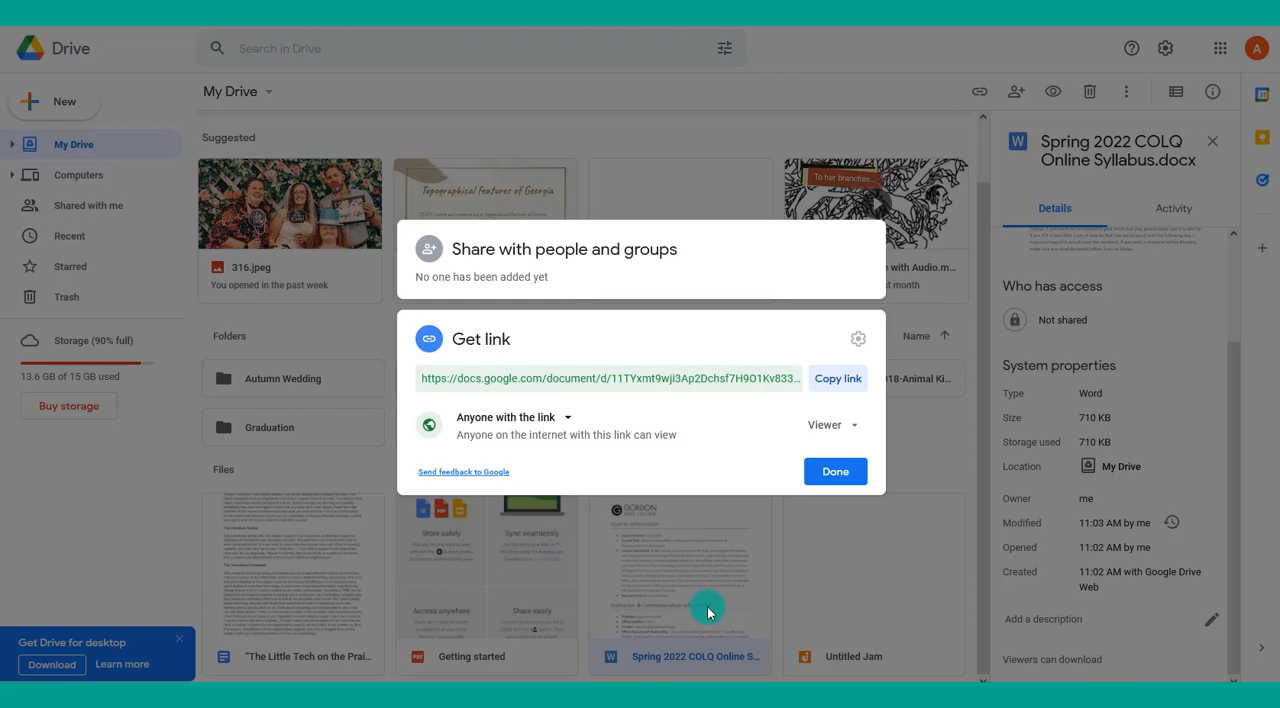 Drive
Search in Drive
A
New
My Drive
My Drive
Computers
Shared with me
Recent
Starred
Trash
Storage (90% full)
13.6 GB of 15 GB used
Buy storage
Get Drive for desktop
Download
Learn more
Suggested
316.jpeg
You opened in the past week
Topographical features of Georgia
To her branches...
e with Audio.m...
st month
Folders
Name
Autumn Wedding
018-Animal Ki...
Graduation
Files
Share with people and groups
No one has been added yet
Get link
https://docs.google.com/document/d/11TYxmt9wji3Ap2Dchsf7H9O1Kv833...
Copy link
Anyone with the link
Anyone on the internet with this link can view
Viewer
Send feedback to Google
Done
Store safely
Sync seamlessly
Access anywhere
Share easily
GORDON
Course Information
"The Little Tech on the Prai...
Getting started
Spring 2022 COLQ Online S...
Untitled Jam
Spring 2022 COLQ
Online Syllabus.docx
Details
Activity
Who has access
Not shared
System properties
Type
Word
Size
710 KB
Storage used
710 KB
Location
My Drive
Owner
me
Modified
11:03 AM by me
Opened
11:02 AM by me
Created
11:02 AM with Google Drive
Web
Add a description
Viewers can download